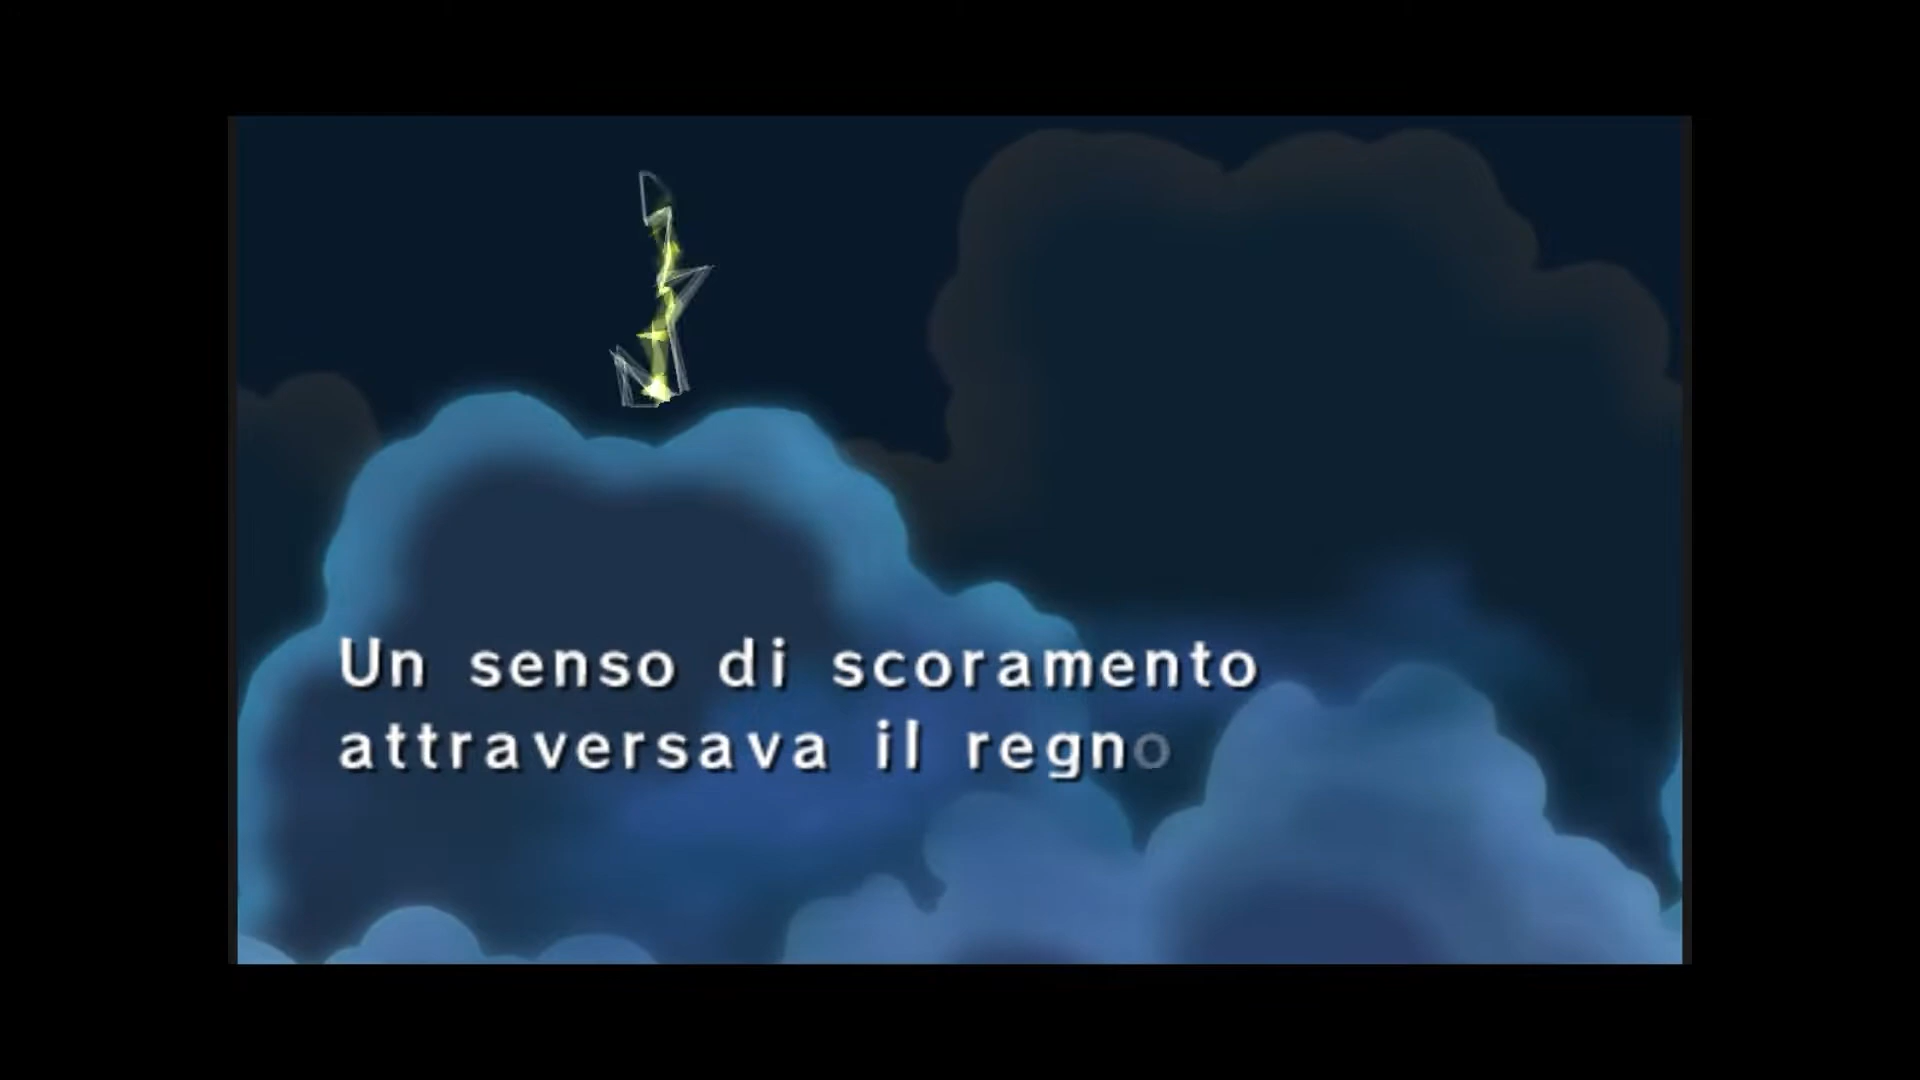 Un senso di scoramento
attraversava il regno